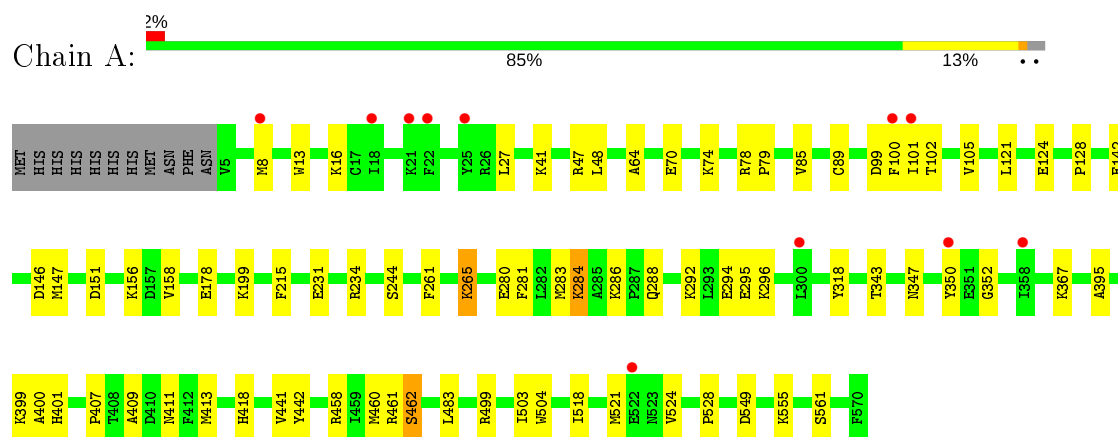 2%
Chain A:
85% 13% • •
MET HIS HIS HIS HIS HIS HIS MET ASN PHE ASN V5 M8 W13 K16 C17 I18 K21 F22 Y25 R26 L27 K41 R47 L48 A64 E70 K74 R78 P79 V85 C89 D99 F100 I101 T102 V105 L121 E124 P128
D146 M147 D151 K156 D157 V158 E178 K199 F215 E231 R234 S244 F261 K265 E280 F281 L282 M283 K284 A285 K286 P287 Q288 K292 L293 E294 E295 K296 L300 Y318 T343 N347 Y350 E351 G352 I358 K367 A395
K399 A400 H401 P407 T408 A409 D410 N411 F412 M413 H418 V441 Y442 R458 I459 M460 R461 S462 L483 R499 I503 W504 I518 M521 E522 N523 V524 P528 D549 K555 S561 F570